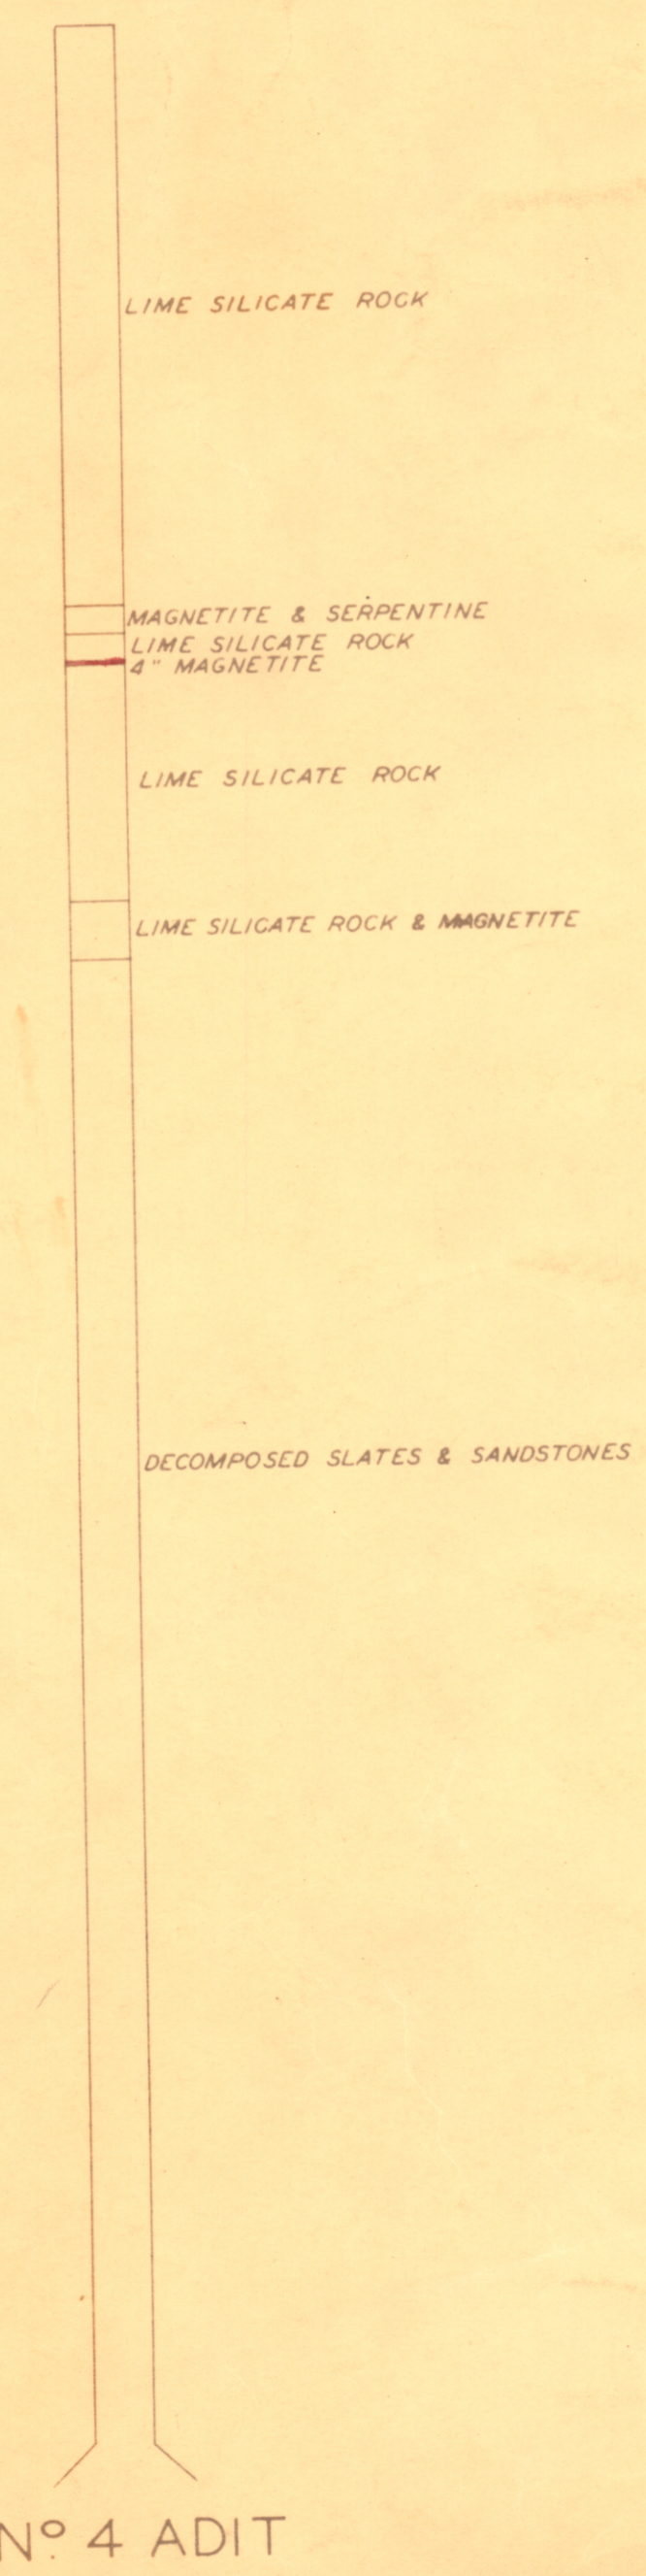 LIME SILICATE ROCK
MAGNETITE & SERPENTINE
LIME SILICATE ROCK
4" MAGNETITE
LIME SILICATE ROCK
LIME SILICATE ROCK & MAGNETITE
DECOMPOSED SLATES & SANDSTONES
Nº 4 ADIT